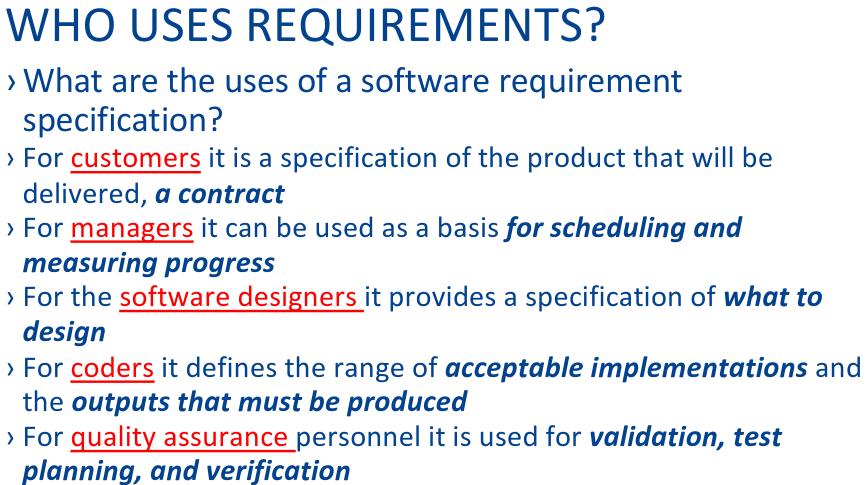 WHO USES REQUIREMENTS?
› What are the uses of a software requirement
specification?
› For customers it is a specification of the product that will be
delivered, a contract
› For managers it can be used as a basis for scheduling and
measuring progress
› For the software designers it provides a specification of what to
design
› For coders it defines the range of acceptable implementations and
the outputs that must be produced
› For quality assurance personnel it is used for validation, test
planning, and verification